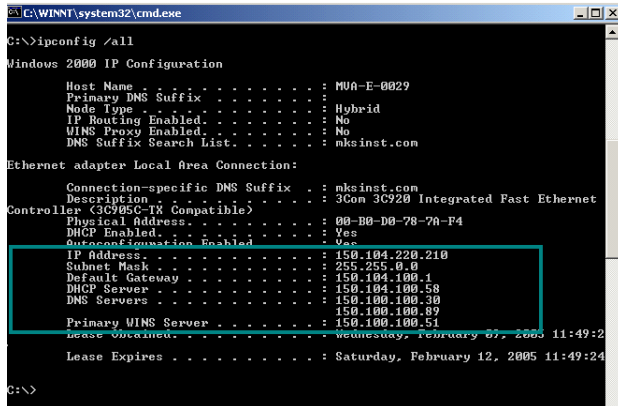 C:\WINNT\system32\cmd.exe
C:\>ipconfig /all
Windows 2000 IP Configuration
Host Name . . . . . . . . . . . . : MVA-E-0029
Primary DNS Suffix . . . . . . . :
Node Type . . . . . . . . . . . . : Hybrid
IP Routing Enabled. . . . . . . . : No
WINS Proxy Enabled. . . . . . . . : No
DNS Suffix Search List. . . . . . : mksinst.com
Ethernet adapter Local Area Connection:
Connection-specific DNS Suffix . : mksinst.com
Description . . . . . . . . . . . : 3Com 3C920 Integrated Fast Ethernet
Controller (3C905C-TX Compatible)
Physical Address. . . . . . . . . : 00-B0-D0-78-7A-F4
DHCP Enabled. . . . . . . . . . . : Yes
Autoconfiguration Enabled . . . . : Yes
IP Address. . . . . . . . . . . . : 150.104.220.210
Subnet Mask . . . . . . . . . . . : 255.255.0.0
Default Gateway . . . . . . . . . : 150.104.100.1
DHCP Server . . . . . . . . . . . : 150.104.100.58
DNS Servers . . . . . . . . . . . : 150.100.100.30
150.100.100.89
Primary WINS Server . . . . . . . : 150.100.100.51
Lease Obtained. . . . . . . . . . : Wednesday, February 09, 2005 11:49:2
Lease Expires . . . . . . . . . . : Saturday, February 12, 2005 11:49:24
C:\>